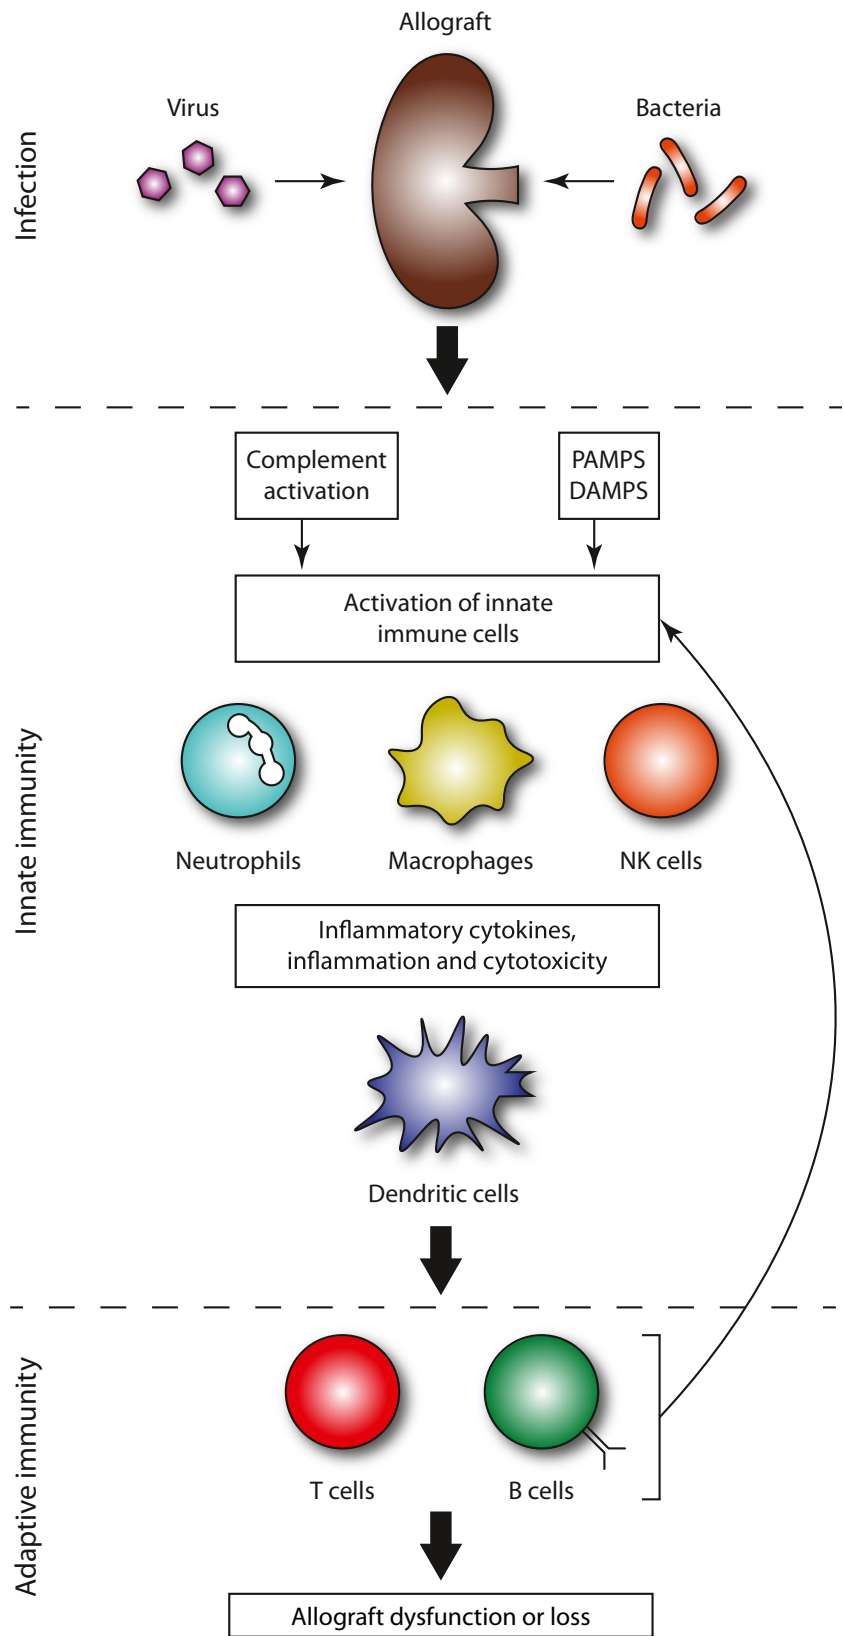 Allograft
Virus
Bacteria
Infection
Complement
activation
PAMPS
DAMPS
Activation of innate
immune cells
Innate immunity
Neutrophils
Macrophages
NK cells
Inflammatory cytokines,
inflammation and cytotoxicity
Dendritic cells
Adaptive immunity
T cells
B cells
Allograft dysfunction or loss